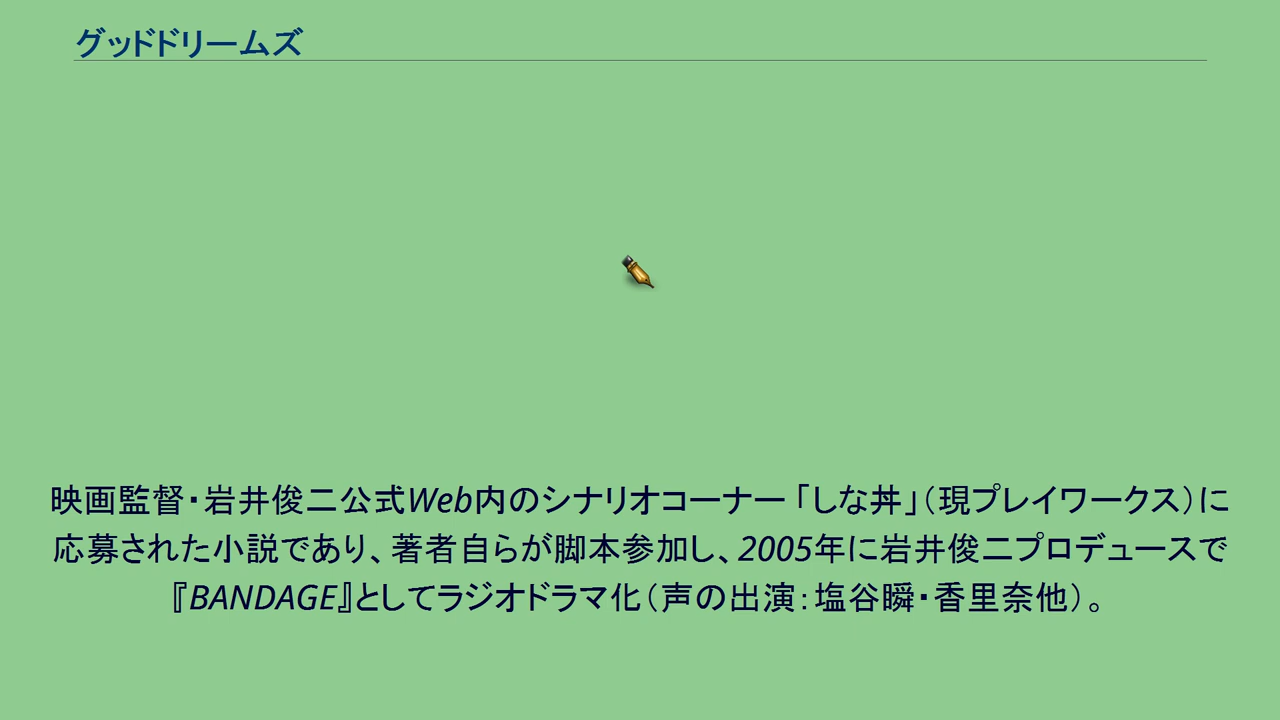 グッドドリームズ
映画監督・岩井俊二公式Web内のシナリオコーナー「しな丼」（現プレイワークス）に
応募された小説であり、著者自らが脚本参加し、2005年に岩井俊二プロデュースで
『BANDAGE』としてラジオドラマ化（声の出演：塩谷瞬・香里奈他）。